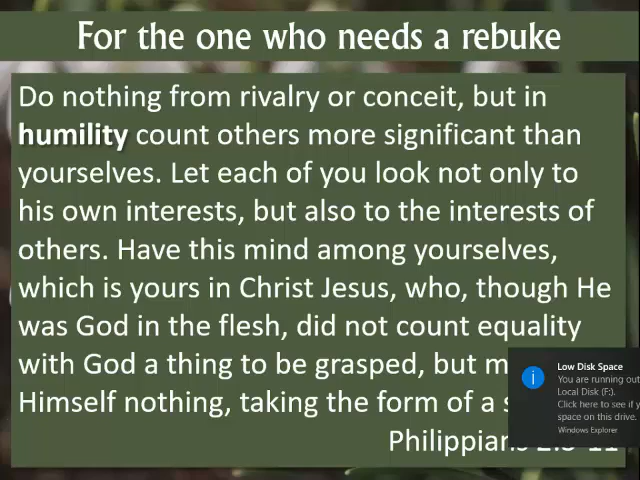 For the one who needs a rebuke
Do nothing from rivalry or conceit, but in
humility count others more significant than
yourselves. Let each of you look not only to
his own interests, but also to the interests of
others. Have this mind among yourselves,
which is yours in Christ Jesus, who, though He
was God in the flesh, did not count equality
with God a thing to be grasped, but
Himself nothing, taking the form of a
Philippians
Low Disk Space
You are running out
Local Disk (F:).
Click here to see if
space on this drive.
Windows Explorer